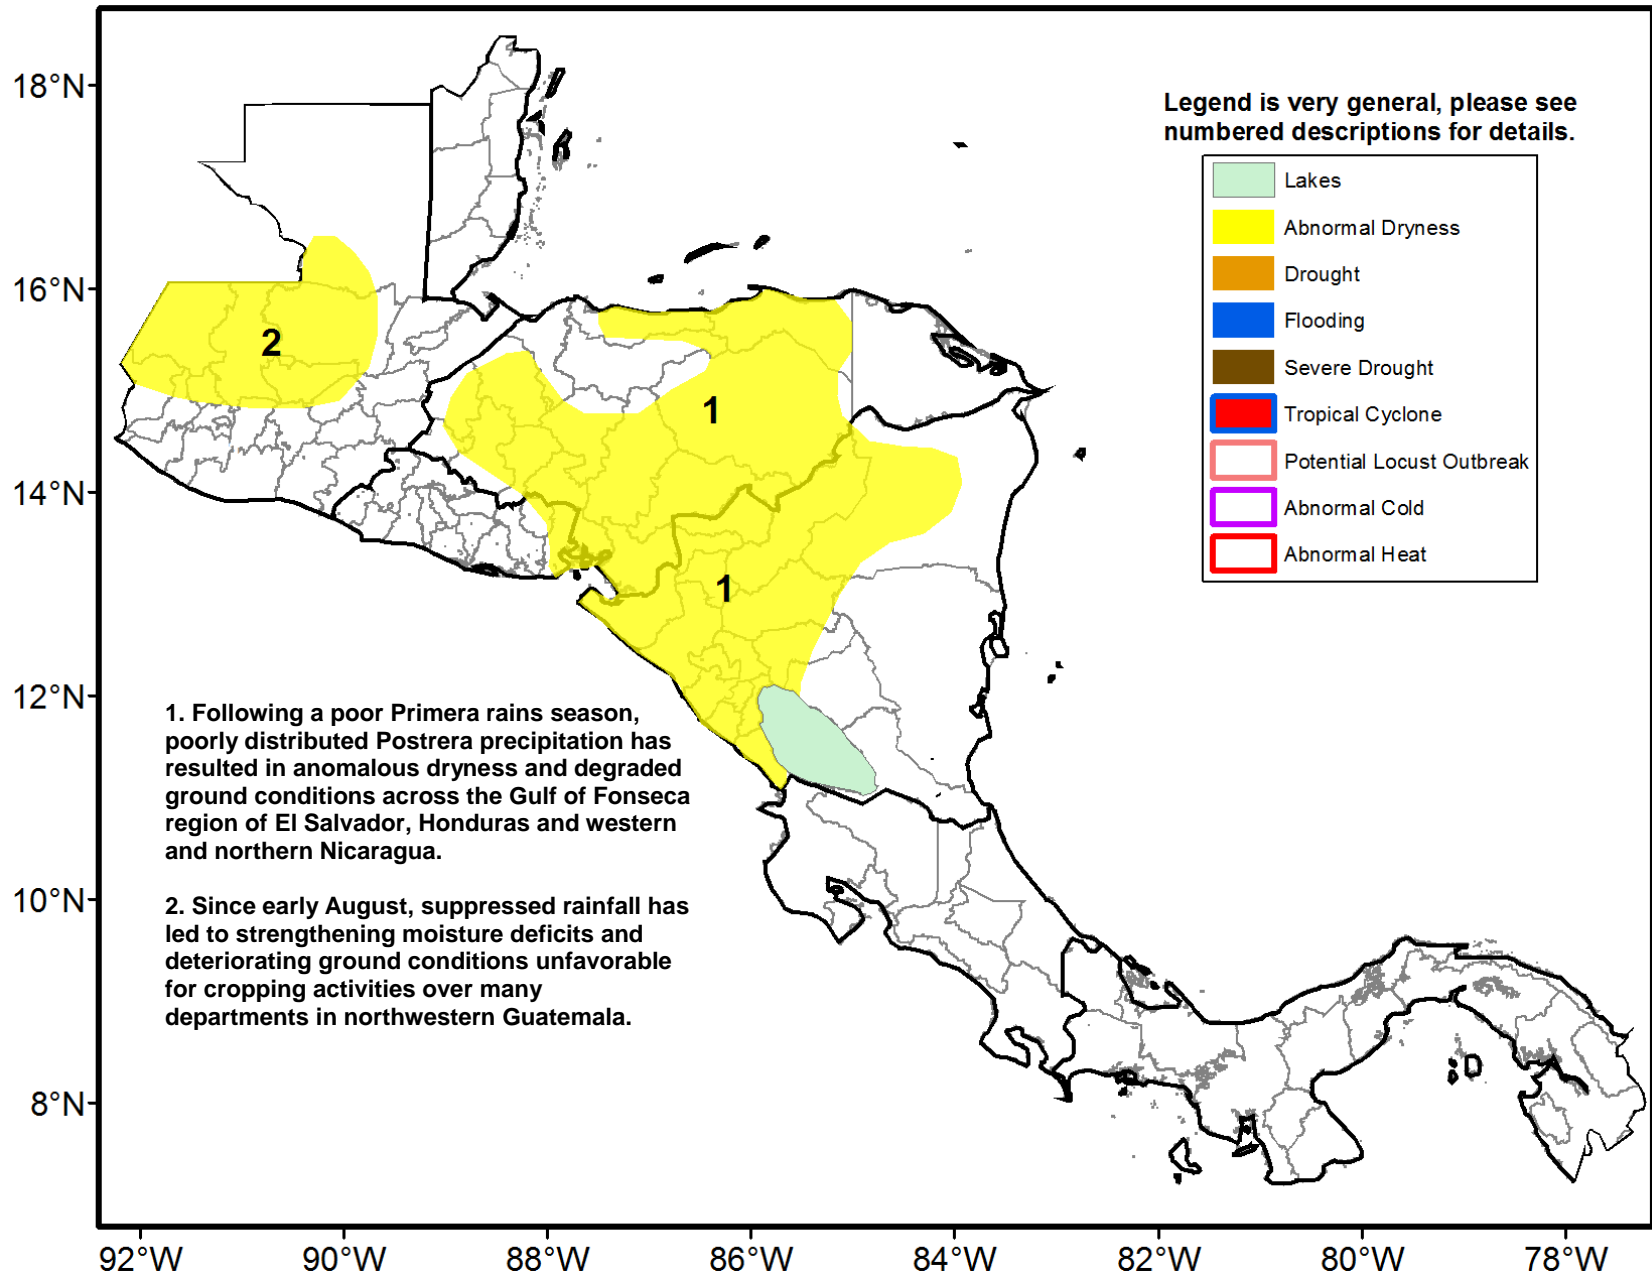 18°N
16°N
14°N
12°N
10°N
8°N
92°W
90°W
88°W
86°W
84°W
82°W
80°W
78°W
Legend is very general, please see
numbered descriptions for details.
Lakes
Abnormal Dryness
Drought
Flooding
Severe Drought
Tropical Cyclone
Potential Locust Outbreak
Abnormal Cold
Abnormal Heat
2
1
1
1. Following a poor Primera rains season,
poorly distributed Postrera precipitation has
resulted in anomalous dryness and degraded
ground conditions across the Gulf of Fonseca
region of El Salvador, Honduras and western
and northern Nicaragua.
2. Since early August, suppressed rainfall has
led to strengthening moisture deficits and
deteriorating ground conditions unfavorable
for cropping activities over many
departments in northwestern Guatemala.